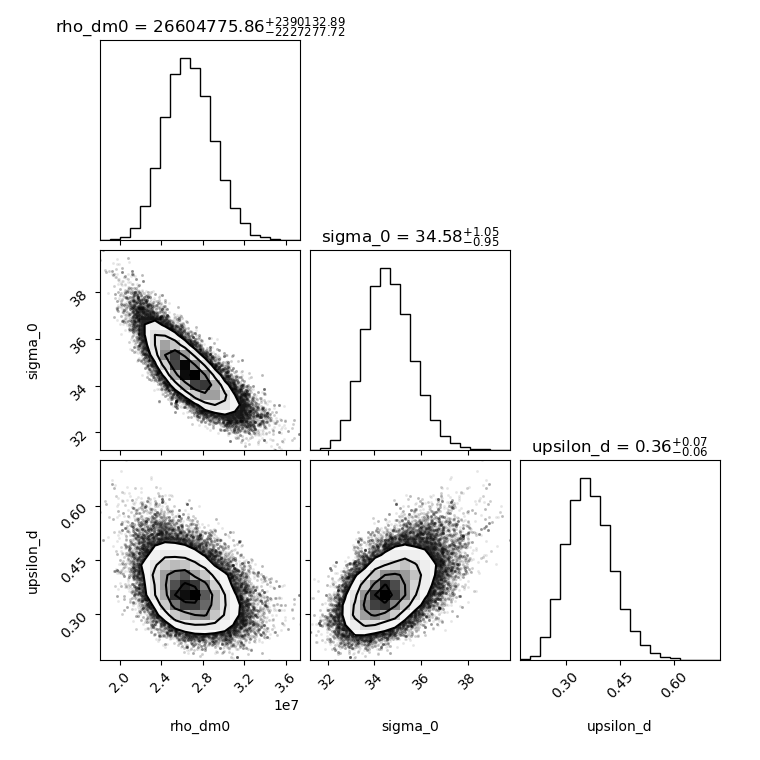 rho_dm0 = 26604775.86+2390132.89
−2227277.72
sigma_0 = 34.58+1.05
−0.95
38
36
34
32
sigma_0
upsilon_d = 0.36+0.07
−0.06
0.60
0.45
0.30
upsilon_d
2.0 2.4 2.8 3.2 3.6
1e7
rho_dm0
32 34 36 38
sigma_0
0.30 0.45 0.60
upsilon_d